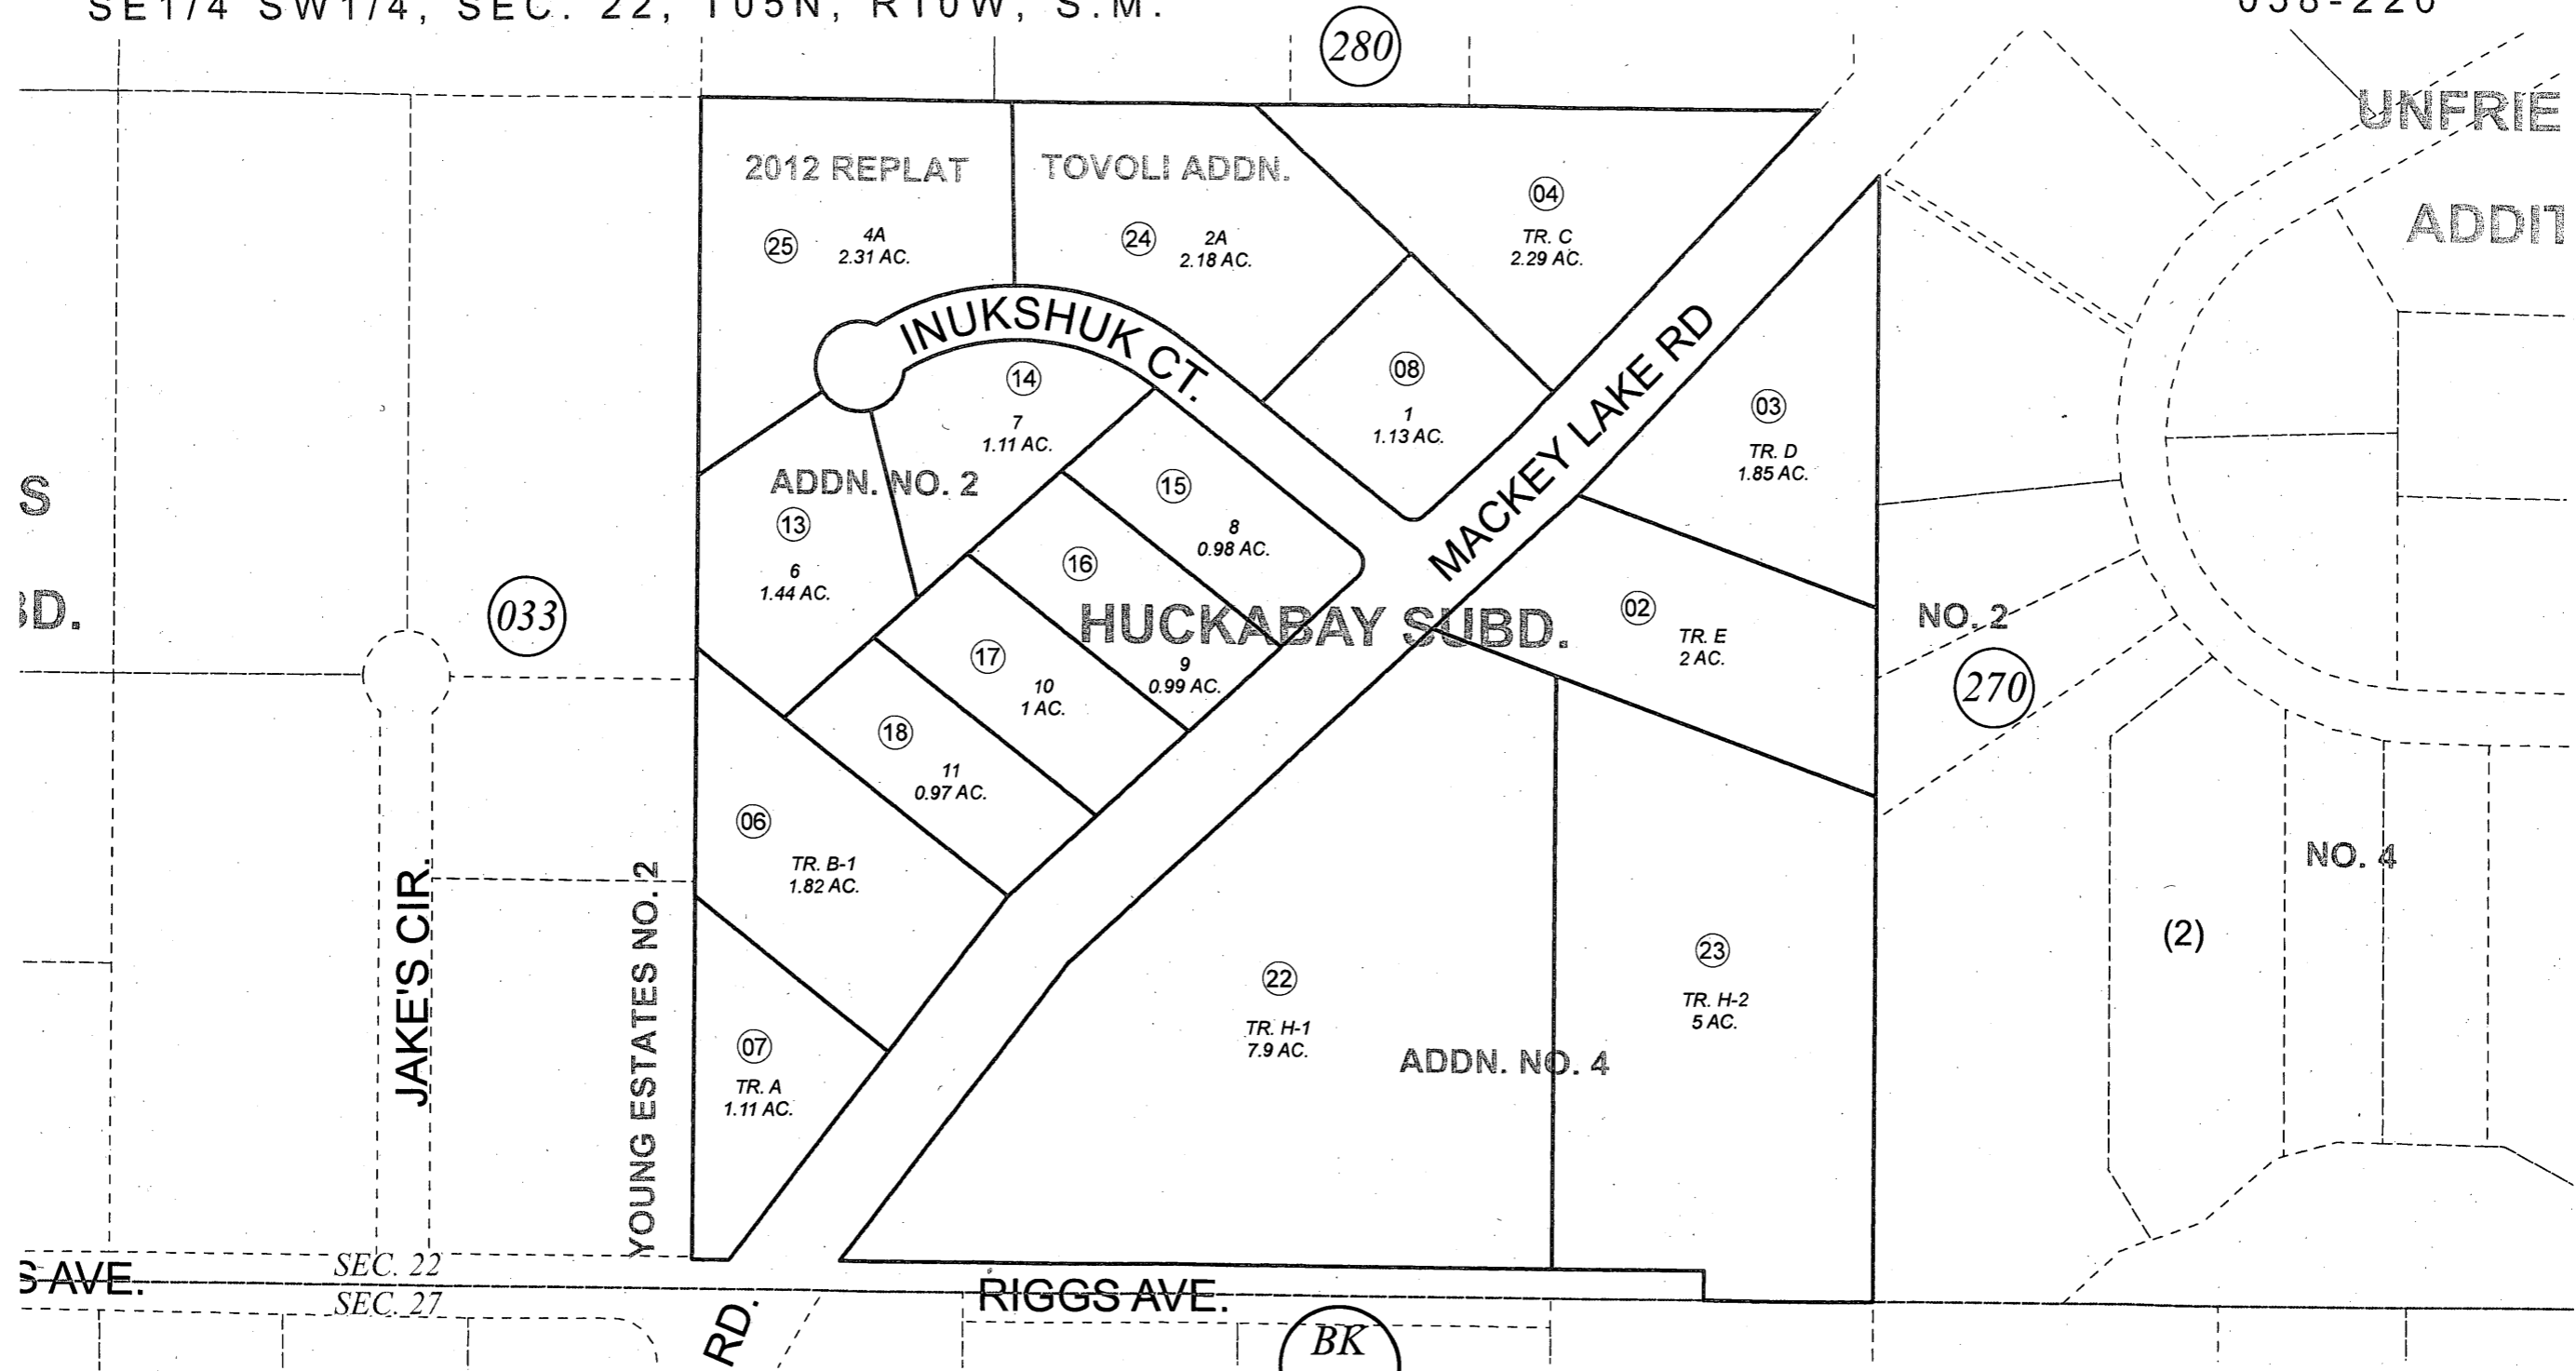 SE1/4 SW1/4, SEC. 22, T05N, R10W, S.M.
058-220
280
UNFRIE
ADDIT
2012 REPLAT
TOVOLI ADDN.
25
4A
2.31 AC.
24
2A
2.18 AC.
04
TR. C
2.29 AC.
INUKSHUK CT.
14
7
1.11 AC.
08
1
1.13 AC.
MACKEY LAKE RD
03
TR. D
1.85 AC.
S
BD.
033
ADDN. NO. 2
13
6
1.44 AC.
15
8
0.98 AC.
16
9
0.99 AC.
HUCKABAY SUBD.
02
TR. E
2 AC.
NO. 2
270
17
10
1 AC.
18
11
0.97 AC.
06
TR. B-1
1.82 AC.
JAKE'S CIR.
YOUNG ESTATES NO. 2
07
TR. A
1.11 AC.
22
TR. H-1
7.9 AC.
ADDN. NO. 4
23
TR. H-2
5 AC.
NO. 4
(2)
S AVE.
SEC. 22
SEC. 27
RD.
RIGGS AVE.
BK